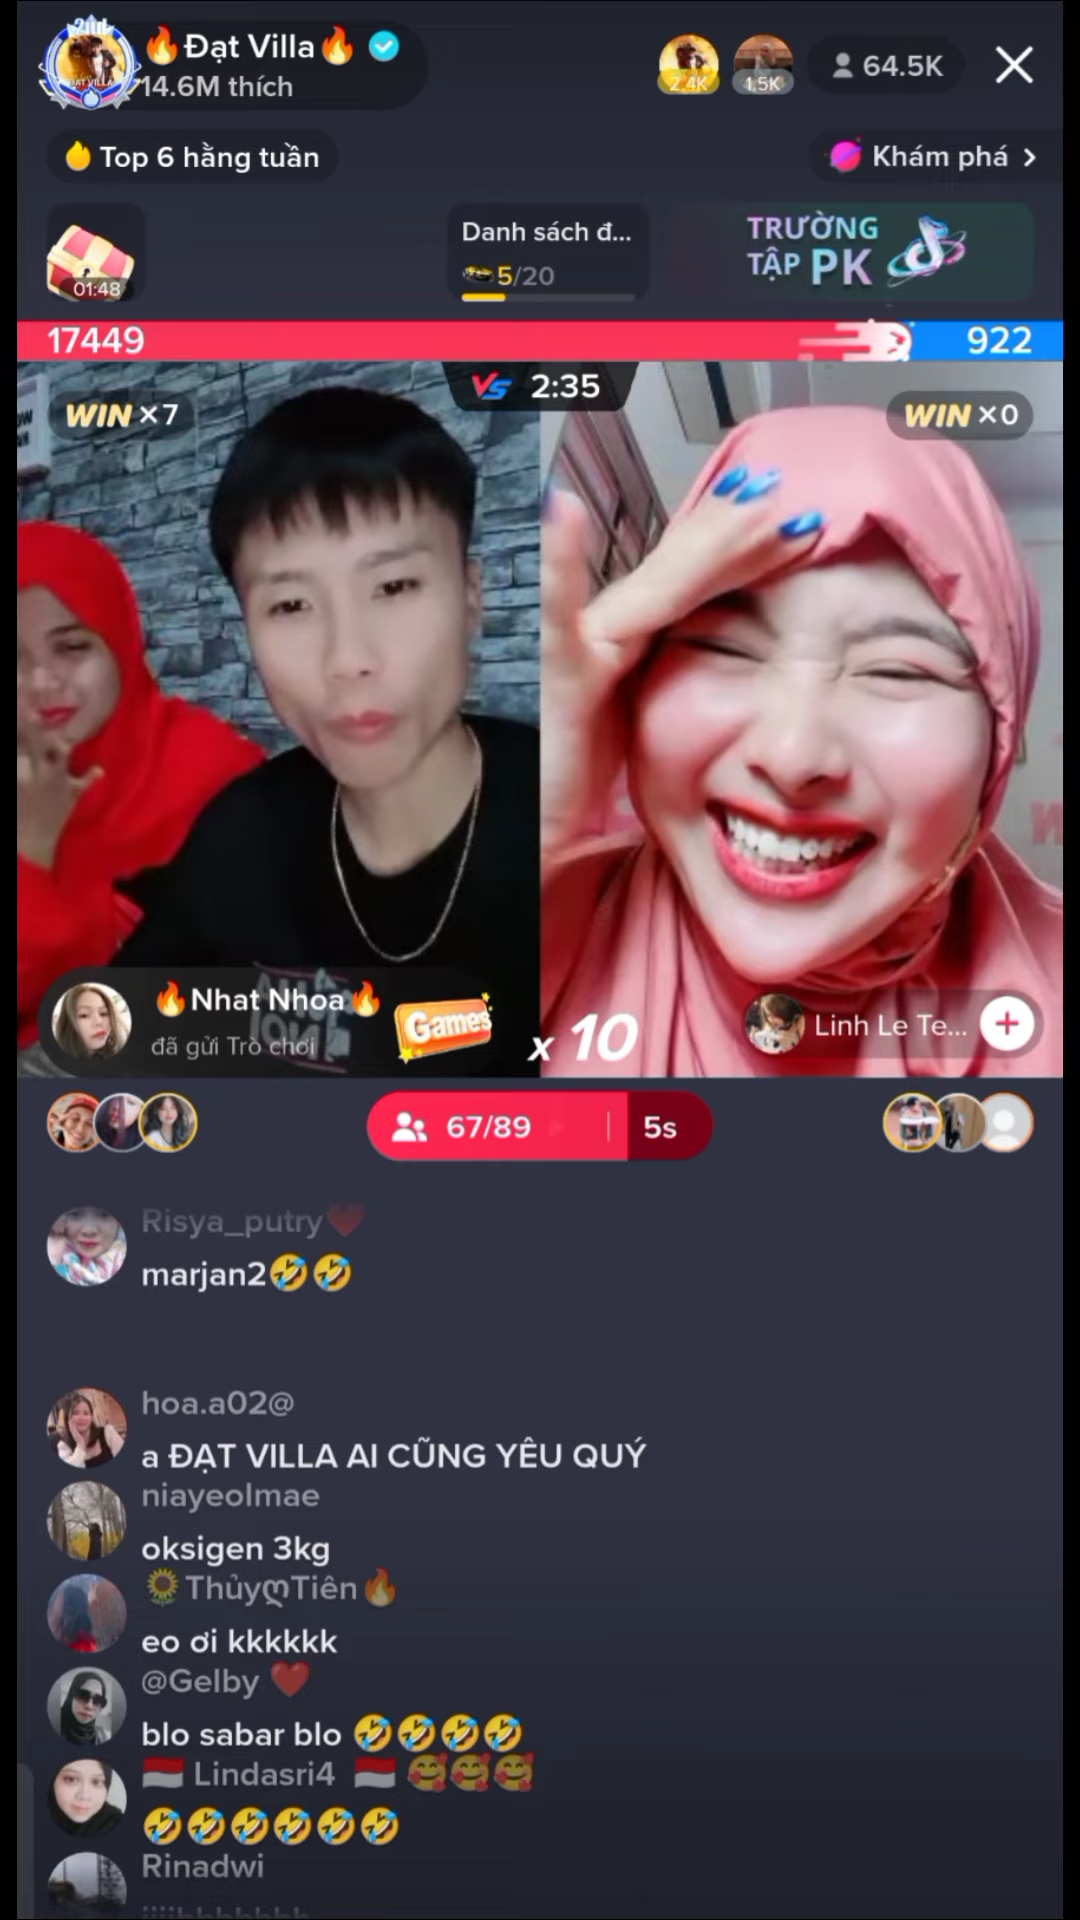 🔥Đạt Villa🔥
14.6M thích
2.4K
1.5K
64.5K
Top 6 hằng tuần
Khám phá
01:48
Danh sách đ...
5/20
TRƯỜNG
TẬP PK
17449
922
WIN ×7
VS 2:35
WIN ×0
🔥Nhat Nhoa🔥
đã gửi Trò chơi
Games
x 10
Linh Le Te...
67/89
5s
Risya_putry❤️
marjan2🤣🤣
hoa.a02@
a ĐẠT VILLA AI CŨNG YÊU QUÝ
niayeolmae
oksigen 3kg
🌻ThủyღTiên🔥
eo ơi kkkkkk
@Gelby ❤️
blo sabar blo 🤣🤣🤣🤣
🇮🇩 Lindasri4 🇮🇩 🥰🥰🥰
🤣🤣🤣🤣🤣🤣
Rinadwi